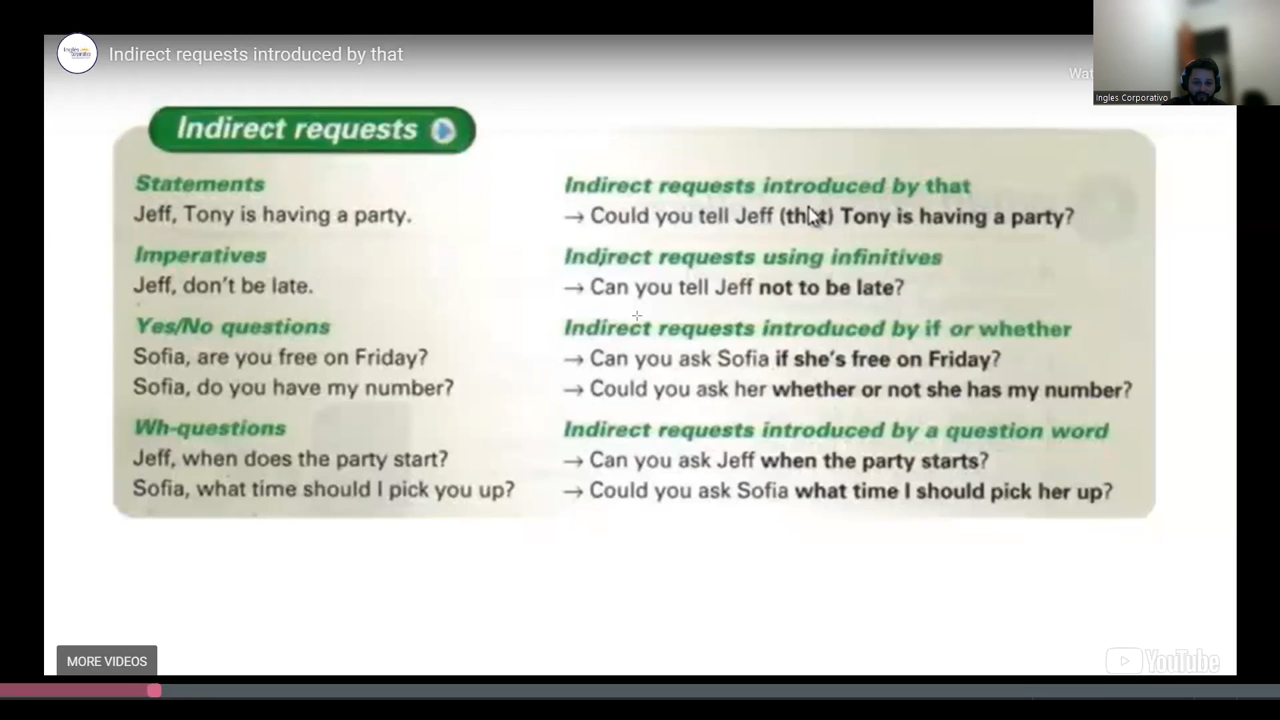 Indirect requests introduced by that
Wat
Ingles Corporativo
Indirect requests
Statements
Jeff, Tony is having a party.
Indirect requests introduced by that
→ Could you tell Jeff (that) Tony is having a party?
Imperatives
Jeff, don't be late.
Indirect requests using infinitives
→ Can you tell Jeff not to be late?
Yes/No questions
Sofia, are you free on Friday?
Sofia, do you have my number?
Indirect requests introduced by if or whether
→ Can you ask Sofia if she's free on Friday?
→ Could you ask her whether or not she has my number?
Wh-questions
Jeff, when does the party start?
Sofia, what time should I pick you up?
Indirect requests introduced by a question word
→ Can you ask Jeff when the party starts?
→ Could you ask Sofia what time I should pick her up?
MORE VIDEOS
YouTube